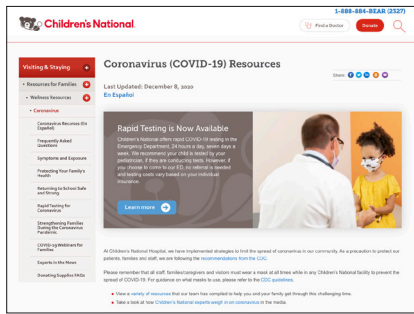 1-888-884-BEAR (2327)
Children's National
Find a Doctor
Donate
Visiting & Staying
Resources for Families
Wellness Resources
Coronavirus
Coronavirus Recursos (En
Español)
Frequently Asked
Questions
Symptoms and Exposure
Protecting Your Family's
Health
Returning to School Safe
and Strong
Rapid Testing for
Coronavirus
Strengthening Families
During the Coronavirus
Pandemic
COVID-19 Webinars for
Families
Experts in the News
Donating Supplies FAQs
Coronavirus (COVID-19) Resources
Share:
Last Updated: December 8, 2020
En Español
Rapid Testing is Now Available
Children's National offers rapid COVID-19 testing in the
Emergency Department, 24 hours a day, seven days a
week. We recommend your child is tested by your
pediatrician, if they are conducting tests. However, if
you choose to come to our ED, no referral is needed
and testing costs vary based on your individual
insurance.
Learn more
At Children's National Hospital, we have implemented strategies to limit the spread of coronavirus in our community. As a precaution to protect our
patients, families and staff, we are following the recommendations from the CDC.
Please remember that all staff, families/caregivers and visitors must wear a mask at all times while in any Children's National facility to prevent the
spread of COVID-19. For guidance on what masks to use, please refer to the CDC guidelines.
View a variety of resources that our team has compiled to help you and your family get through this challenging time.
Take a look at how Children's National experts weigh in on coronavirus in the media.